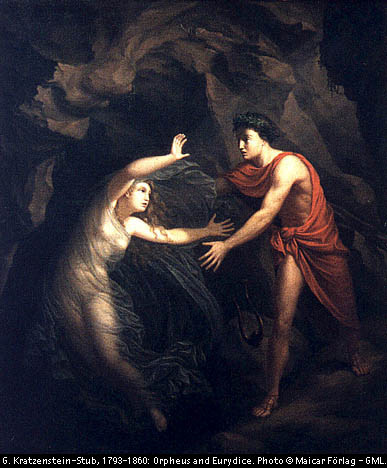 G. Kratzenstein-Stub, 1793-1860: Orpheus and Eurydice. Photo © Maicar Förlag - GML